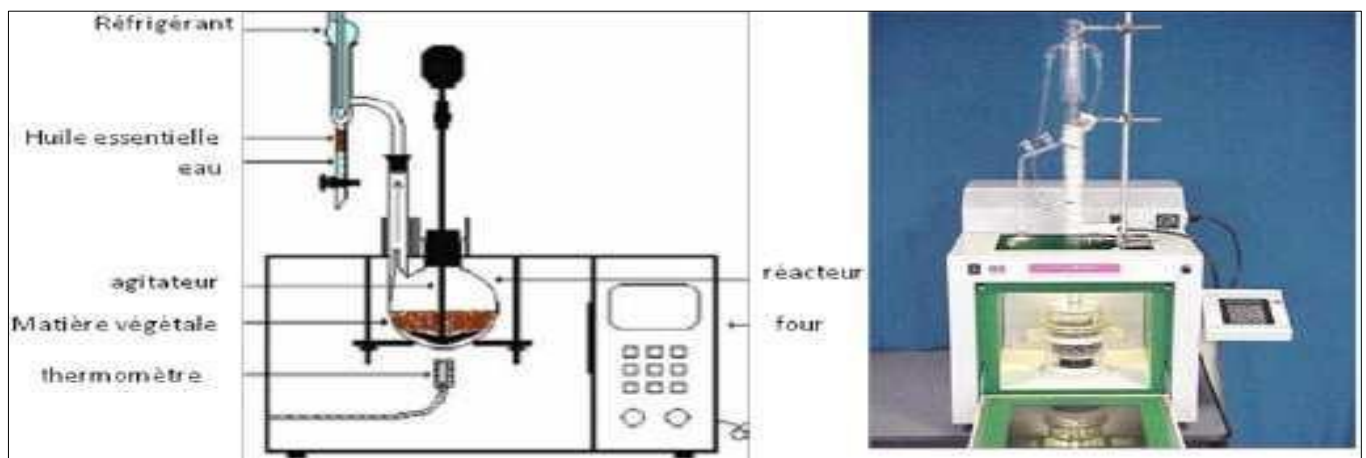 Réfrigérant
Huile essentielle
eau
agitateur
Matière végétale
thermomètre
réacteur
four